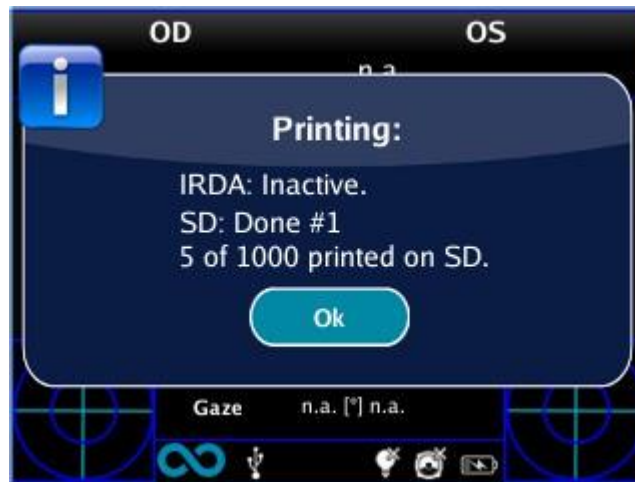 OD OS
n.a.
Printing:
IRDA: Inactive.
SD: Done #1
5 of 1000 printed on SD.
Ok
Gaze n.a. [*] n.a.